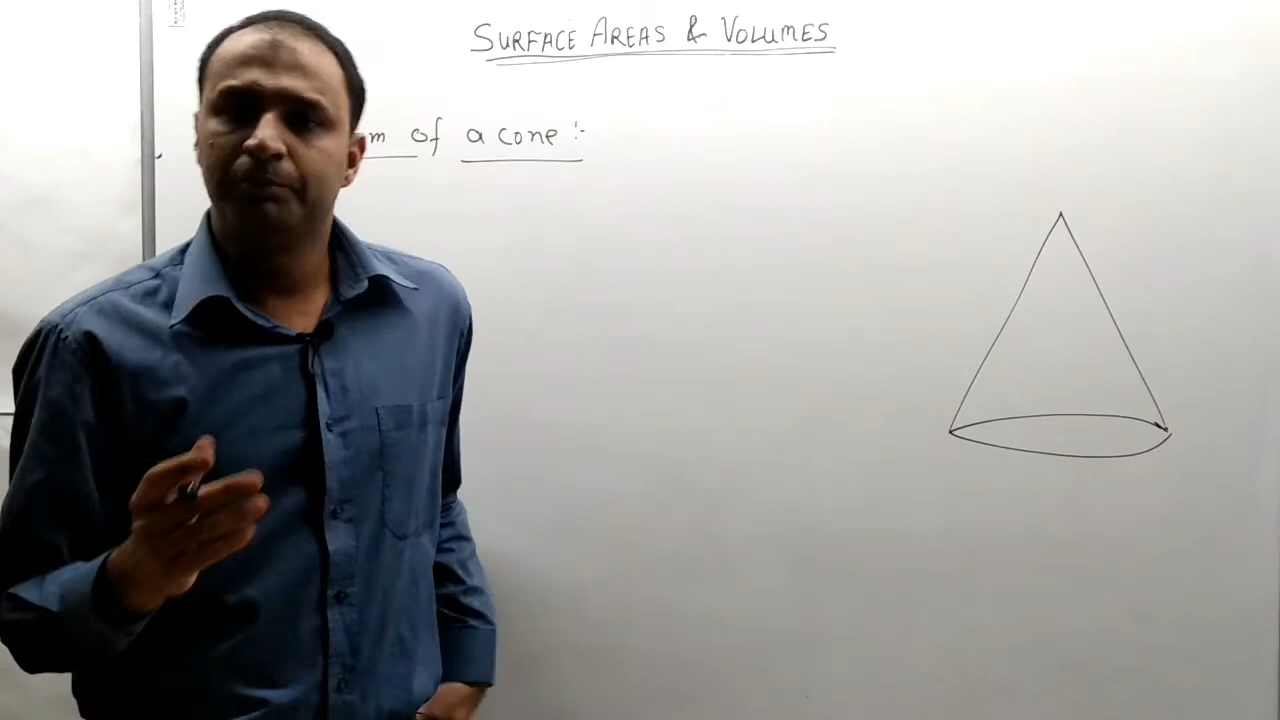 SURFACE AREAS & VOLUMES
of a cone :-